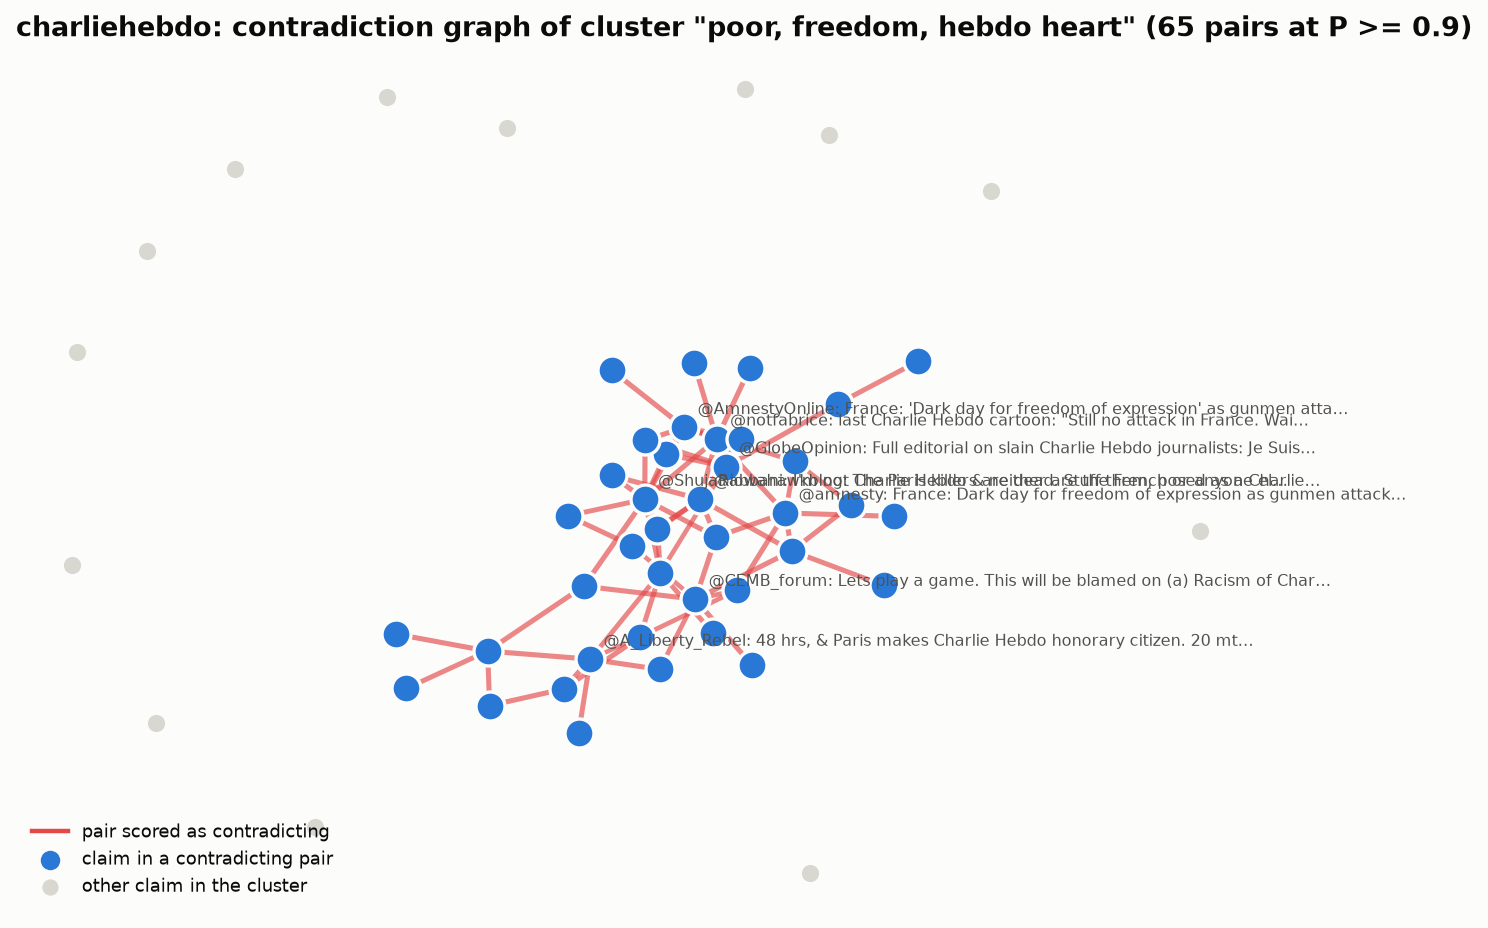 charliehebdo: contradiction graph of cluster "poor, freedom, hebdo heart" (65 pairs at P >= 0.9)
@AmnestyOnline: France: 'Dark day for freedom of expression' as gunmen atta…
@notfabrice: last Charlie Hebdo cartoon: "Still no attack in France. Wai…
@GlobeOpinion: Full editorial on slain Charlie Hebdo journalists: Je Suis…
@amnesty: France: Dark day for freedom of expression as gunmen attack…
@CEMB_forum: Lets play a game. This will be blamed on (a) Racism of Char…
@A_Liberty_Rebel: 48 hrs, & Paris makes Charlie Hebdo honorary citizen. 20 mt…
pair scored as contradicting
claim in a contradicting pair
other claim in the cluster